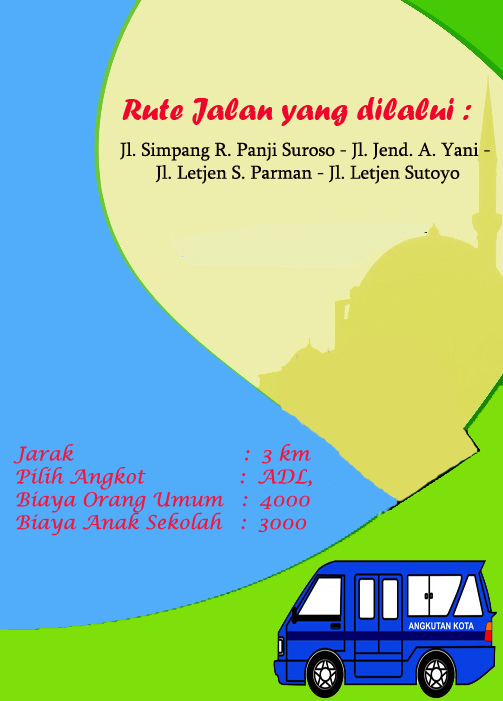 Rute Jalan yang dilalui :
Jl. Simpang R. Panji Suroso - Jl. Jend. A. Yani -
Jl. Letjen S. Parman - Jl. Letjen Sutoyo
Jarak : 3 km
Pilih Angkot : ADL,
Biaya Orang Umum : 4000
Biaya Anak Sekolah : 3000
ANGKUTAN KOTA